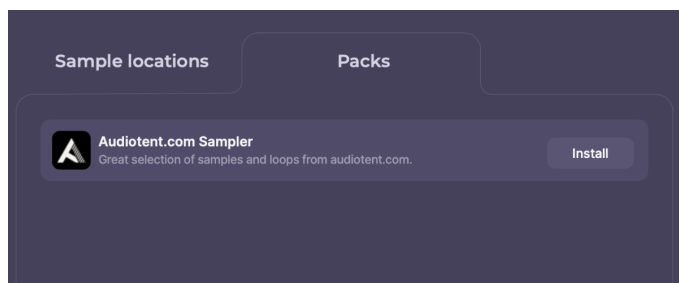 Sample locations
Packs
Audiotent.com Sampler
Great selection of samples and loops from audiotent.com.
Install